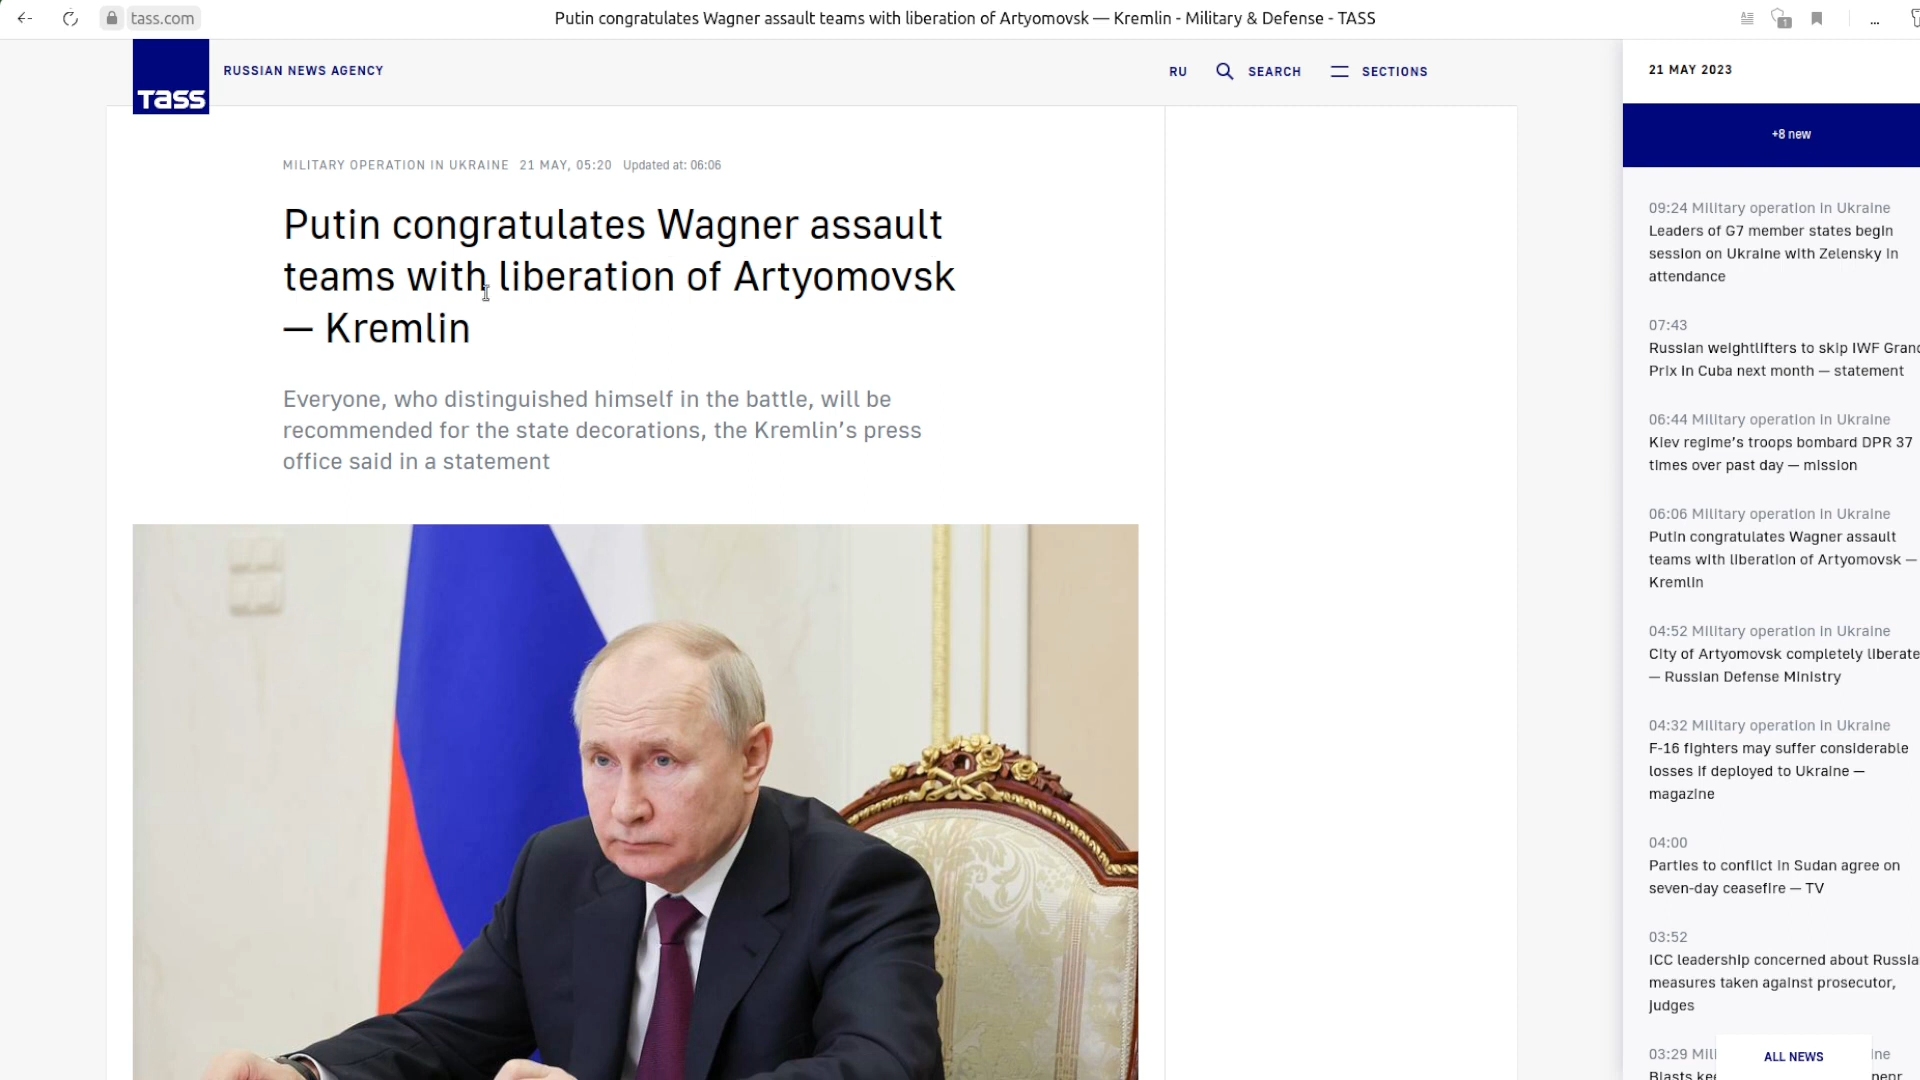 tass.com
Putin congratulates Wagner assault teams with liberation of Artyomovsk — Kremlin - Military & Defense - TASS
1
...
TASS
RUSSIAN NEWS AGENCY
RU
SEARCH
SECTIONS
MILITARY OPERATION IN UKRAINE 21 MAY, 05:20 Updated at: 06:06
Putin congratulates Wagner assault
teams with liberation of Artyomovsk
— Kremlin
Everyone, who distinguished himself in the battle, will be
recommended for the state decorations, the Kremlin’s press
office said in a statement
21 MAY 2023
+8 new
09:24 Military operation in Ukraine
Leaders of G7 member states begin
session on Ukraine with Zelensky in
attendance
07:43
Russian weightlifters to skip IWF Gran
Prix in Cuba next month — statement
06:44 Military operation in Ukraine
Kiev regime’s troops bombard DPR 37
times over past day — mission
06:06 Military operation in Ukraine
Putin congratulates Wagner assault
teams with liberation of Artyomovsk —
Kremlin
04:52 Military operation in Ukraine
City of Artyomovsk completely liberate
— Russian Defense Ministry
04:32 Military operation in Ukraine
F-16 fighters may suffer considerable
losses if deployed to Ukraine —
magazine
04:00
Parties to conflict in Sudan agree on
seven-day ceasefire — TV
03:52
ICC leadership concerned about Russia
measures taken against prosecutor,
judges
03:29 Mil
ine
ALL NEWS
Blasts